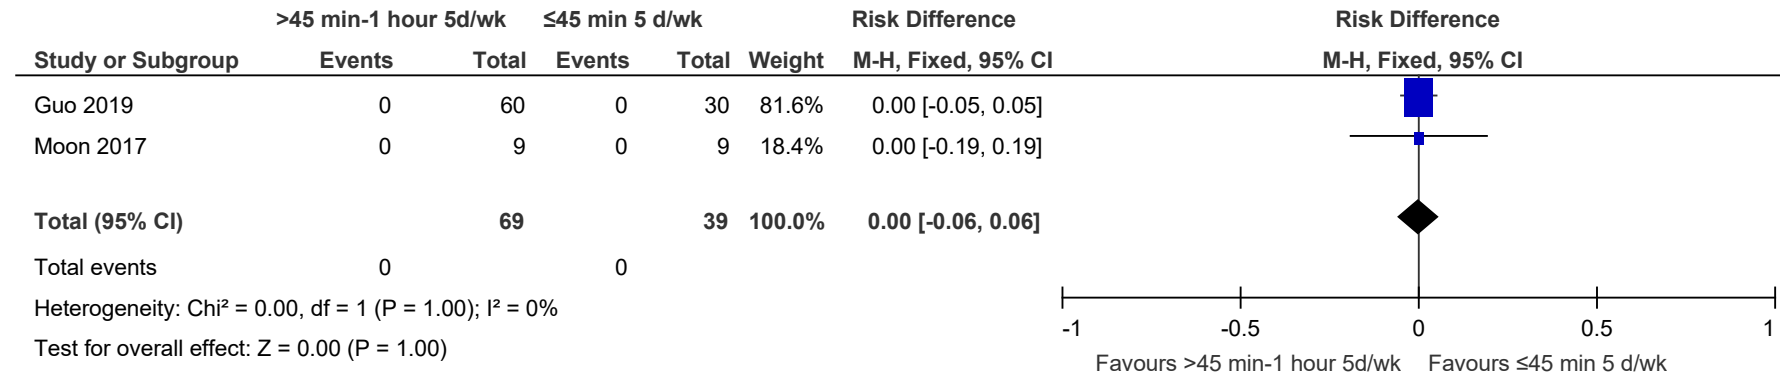 >45 min-1 hour 5d/wk ≤45 min 5 d/wk Risk Difference Risk Difference
Study or Subgroup Events Total Events Total Weight M-H, Fixed, 95% CI M-H, Fixed, 95% CI
Guo 2019 0 60 0 30 81.6% 0.00 [-0.05, 0.05]
Moon 2017 0 9 0 9 18.4% 0.00 [-0.19, 0.19]
Total (95% CI) 69 39 100.0% 0.00 [-0.06, 0.06]
Total events 0 0
Heterogeneity: Chi² = 0.00, df = 1 (P = 1.00); I² = 0%
Test for overall effect: Z = 0.00 (P = 1.00)
-1 -0.5 0 0.5 1
Favours >45 min-1 hour 5d/wk Favours ≤45 min 5 d/wk